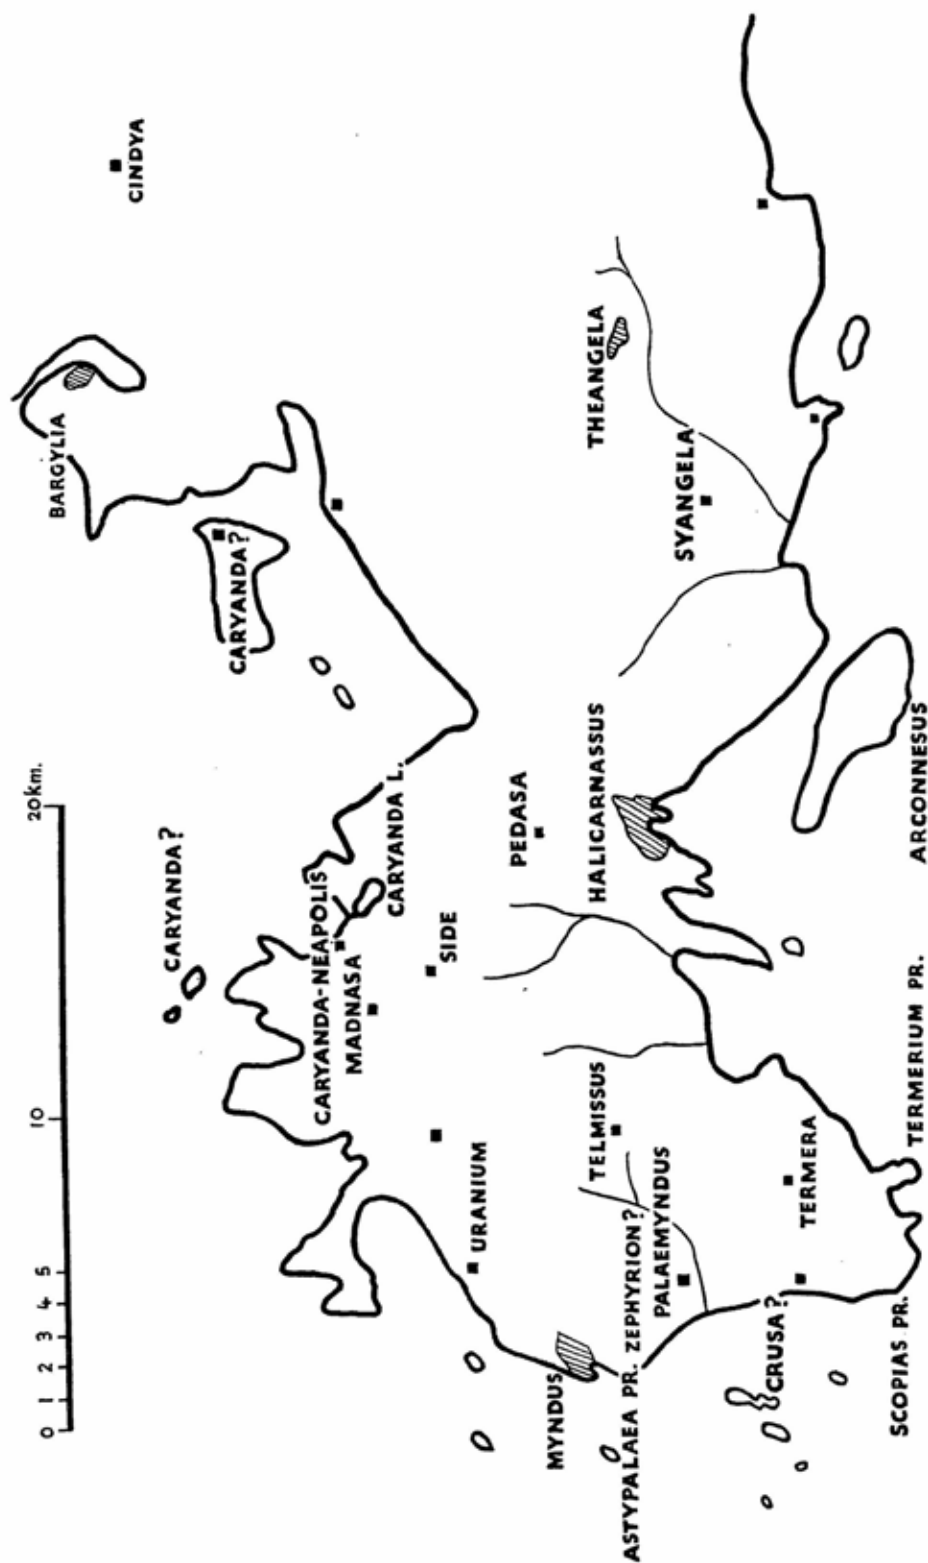 0 1 2 3 4 5 10 20km.
BARGYLIA
CINDYA
CARYANDA?
CARYANDA?
CARYANDA-NEAPOLIS
MADNASA
CARYANDA L.
SIDE
URANIUM
PEDASA
THEANGELA
SYANGELA
HALICARNASSUS
MYNDUS
TELMISSUS
ASTYPALAEA PR. ZEPHYRION?
PALAEMYNDUS
CRUSA?
TERMERA
SCOPIAS PR.
TERMERIUM PR.
ARCONNESUS